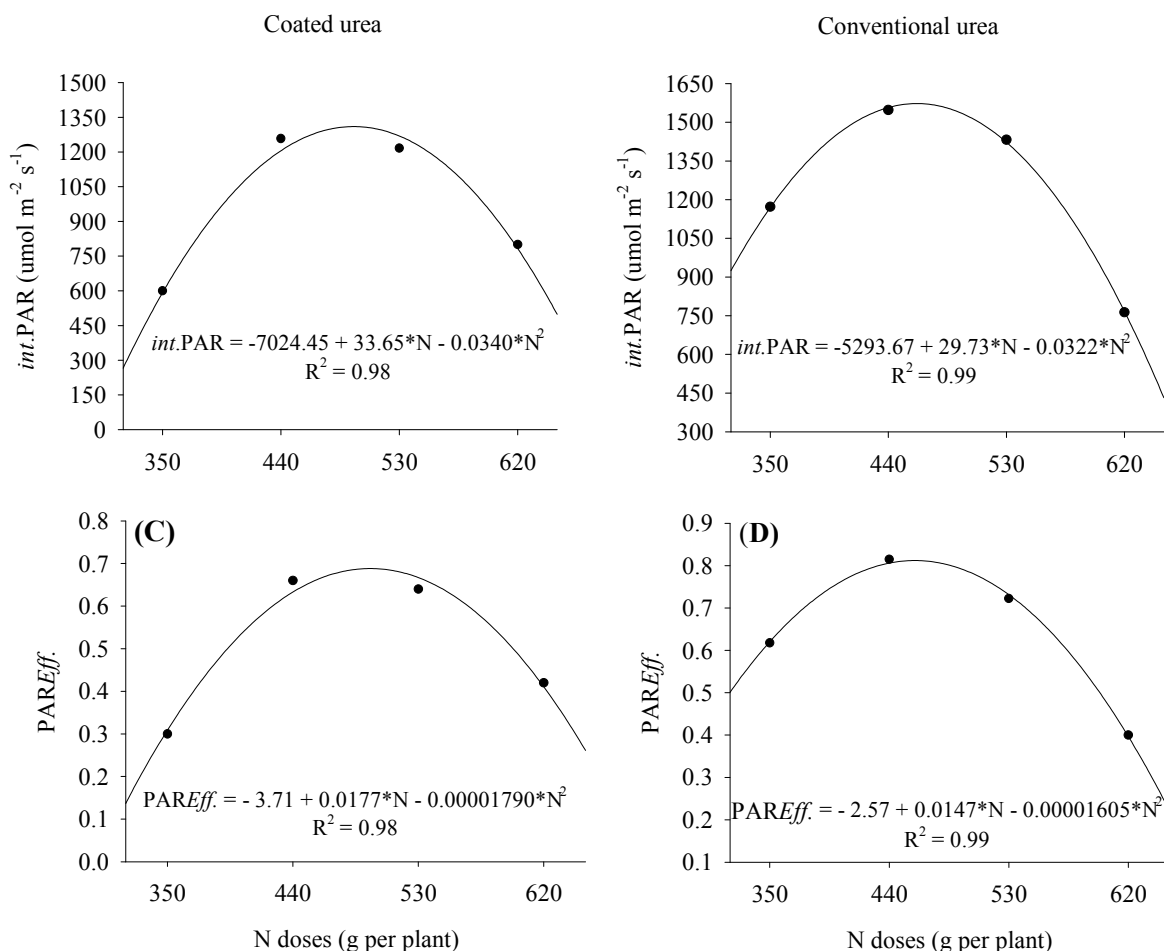 Coated urea
Conventional urea
int.PAR (umol m⁻² s⁻¹)
1500
1350
1200
1050
900
750
600
450
300
150
0
int.PAR = -7024.45 + 33.65*N - 0.0340*N²
R² = 0.98
350 440 530 620
int.PAR (umol m⁻² s⁻¹)
1650
1500
1350
1200
1050
900
750
600
450
300
int.PAR = -5293.67 + 29.73*N - 0.0322*N²
R² = 0.99
350 440 530 620
(C)
PAREff.
0.8
0.7
0.6
0.5
0.4
0.3
0.2
0.1
0.0
PAREff. = - 3.71 + 0.0177*N - 0.00001790*N²
R² = 0.98
350 440 530 620
N doses (g per plant)
(D)
PAREff.
0.9
0.8
0.7
0.6
0.5
0.4
0.3
0.2
0.1
PAREff. = - 2.57 + 0.0147*N - 0.00001605*N²
R² = 0.99
350 440 530 620
N doses (g per plant)